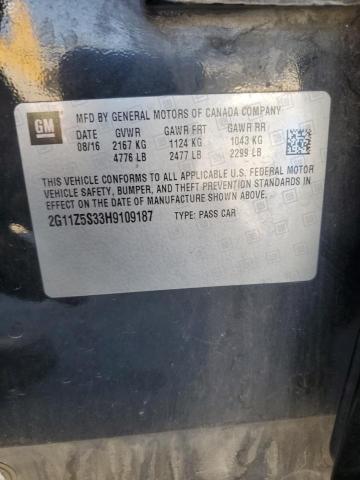 GM
MFD BY GENERAL MOTORS OF CANADA COMPANY
DATE GVWR GAWR FRT GAWR RR
08/16 2167 KG 1124 KG 1043 KG
4776 LB 2477 LB 2299 LB
THIS VEHICLE CONFORMS TO ALL APPLICABLE U.S. FEDERAL MOTOR
VEHICLE SAFETY, BUMPER, AND THEFT PREVENTION STANDARDS IN
EFFECT ON THE DATE OF MANUFACTURE SHOWN ABOVE.
2G11Z5S33H9109187 TYPE: PASS CAR